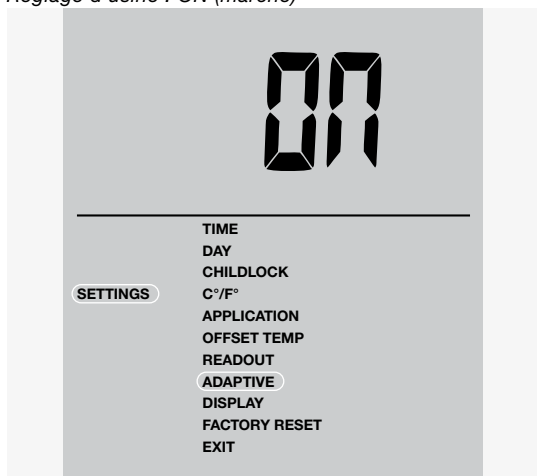 Réglage d'usine : ON (marche)
ON
TIME
DAY
CHILDLOCK
SETTINGS C°/F°
APPLICATION
OFFSET TEMP
READOUT
ADAPTIVE
DISPLAY
FACTORY RESET
EXIT